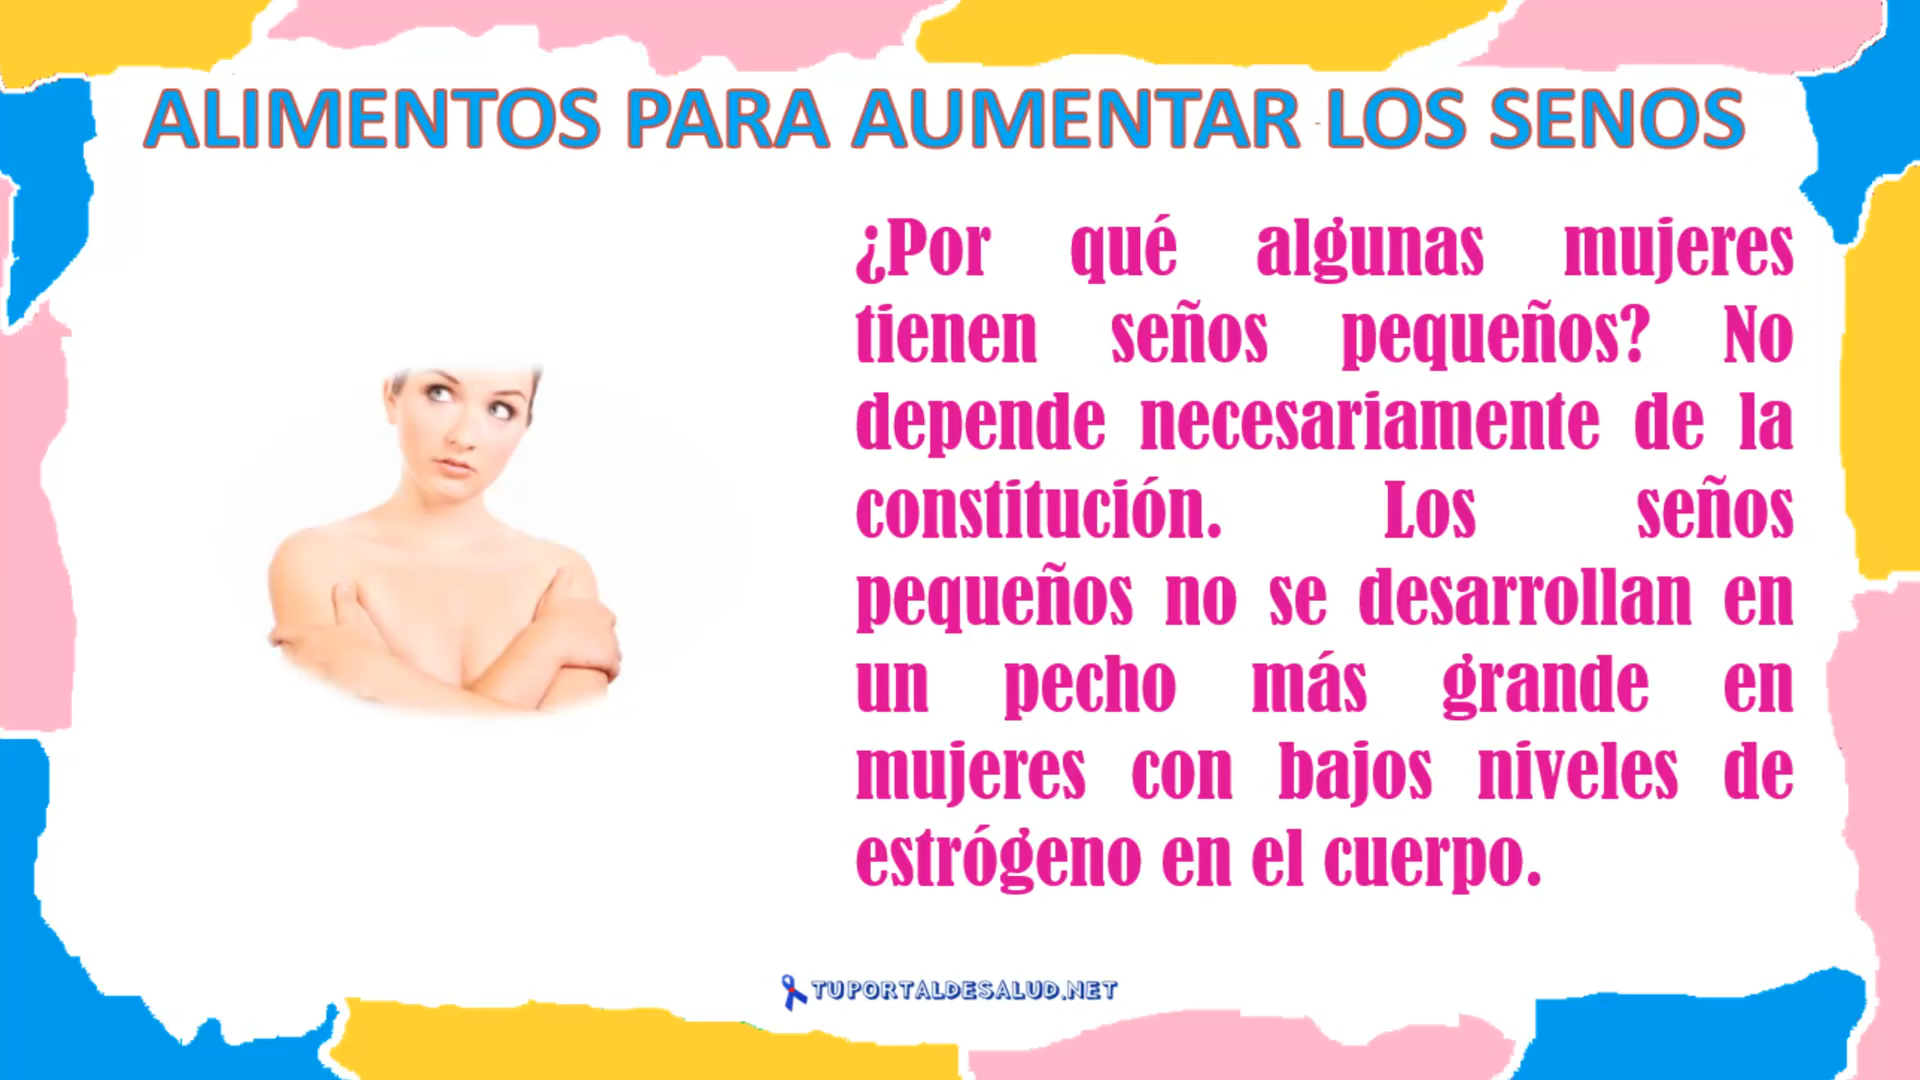 ALIMENTOS PARA AUMENTAR LOS SENOS
¿Por qué algunas mujeres
tienen seños pequeños? No
depende necesariamente de la
constitución. Los seños
pequeños no se desarrollan en
un pecho más grande en
mujeres con bajos niveles de
estrógeno en el cuerpo.
TUPORTALDESALUD.NET